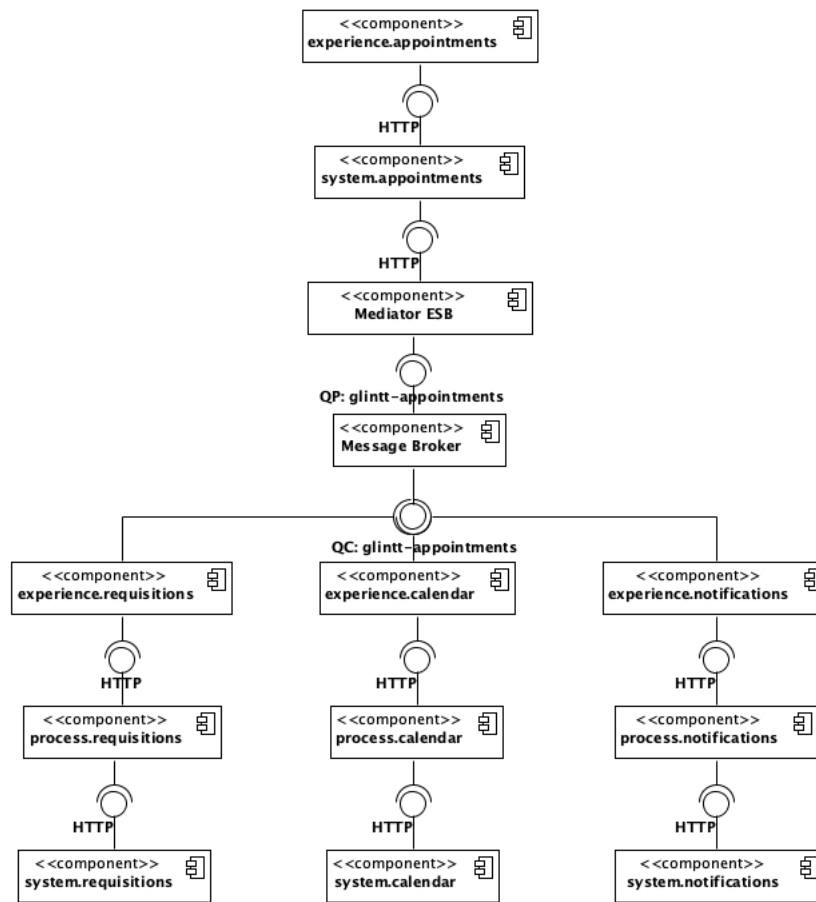 <<component>>
experience.appointments
HTTP
<<component>>
system.appointments
HTTP
<<component>>
Mediator ESB
QP: glintt-appointments
<<component>>
Message Broker
QC: glintt-appointments
<<component>>
experience.requisitions
<<component>>
experience.calendar
<<component>>
experience.notifications
HTTP
HTTP
HTTP
<<component>>
process.requisitions
<<component>>
process.calendar
<<component>>
process.notifications
HTTP
HTTP
HTTP
<<component>>
system.requisitions
<<component>>
system.calendar
<<component>>
system.notifications